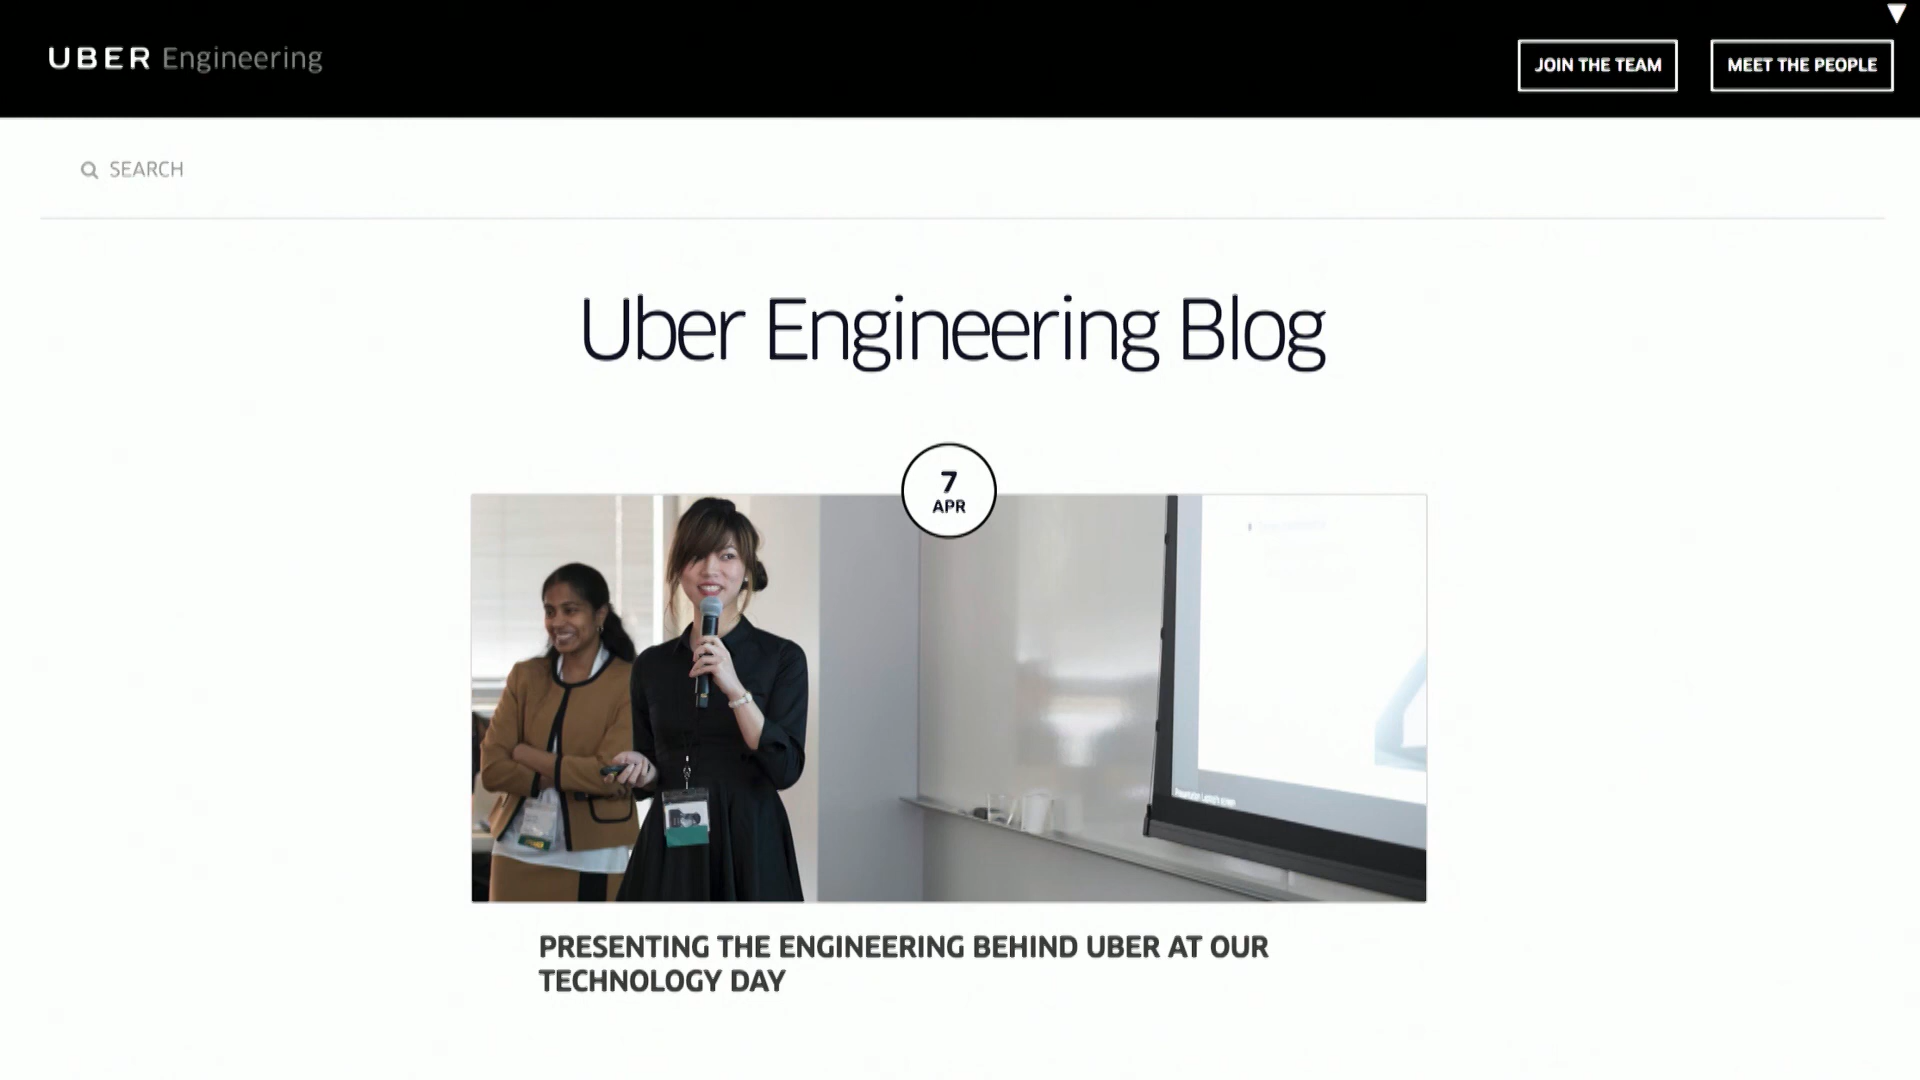 UBER Engineering
JOIN THE TEAM
MEET THE PEOPLE
SEARCH
Uber Engineering Blog
7
APR
PRESENTING THE ENGINEERING BEHIND UBER AT OUR
TECHNOLOGY DAY